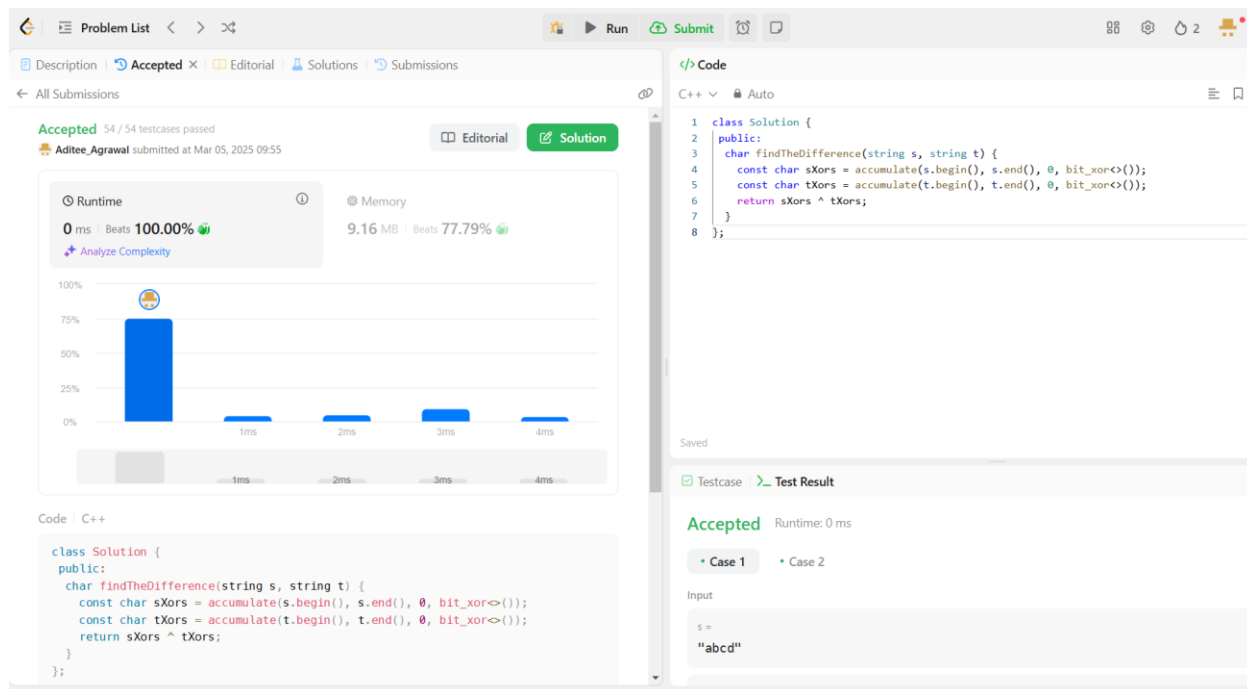 Problem List
Run
Submit
2
Description
Accepted
Editorial
Solutions
Submissions
All Submissions
Accepted 54 / 54 testcases passed
Aditee_Agrawal submitted at Mar 05, 2025 09:55
Editorial
Solution
Runtime
0 ms Beats 100.00%
Analyze Complexity
Memory
9.16 MB Beats 77.79%
100%
75%
50%
25%
0%
1ms 2ms 3ms 4ms
1ms 2ms 3ms 4ms
Code C++
class Solution {
public:
char findTheDifference(string s, string t) {
const char sXors = accumulate(s.begin(), s.end(), 0, bit_xor<>());
const char tXors = accumulate(t.begin(), t.end(), 0, bit_xor<>());
return sXors ^ tXors;
}
};
</> Code
C++ Auto
1 class Solution {
2 public:
3 char findTheDifference(string s, string t) {
4 const char sXors = accumulate(s.begin(), s.end(), 0, bit_xor<>());
5 const char tXors = accumulate(t.begin(), t.end(), 0, bit_xor<>());
6 return sXors ^ tXors;
7 }
8 };
Saved
Testcase
Test Result
Accepted Runtime: 0 ms
• Case 1 • Case 2
Input
s =
"abcd"